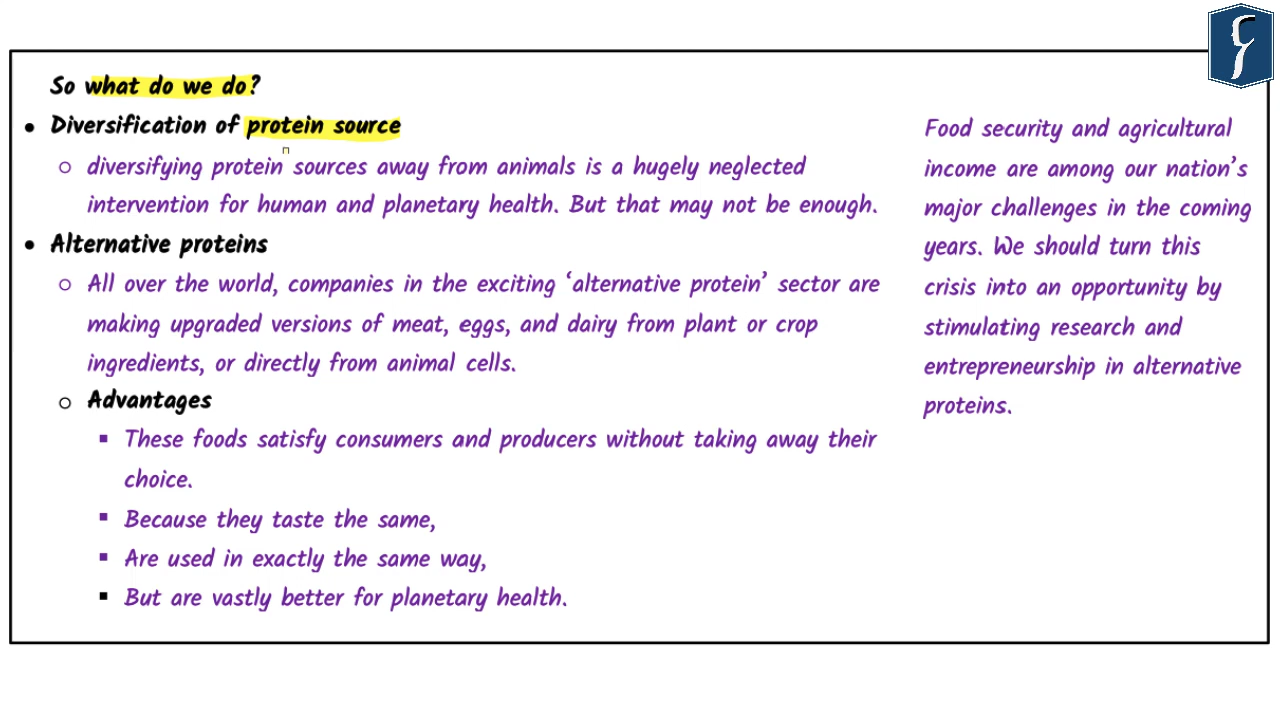 So what do we do?
• Diversification of protein source
○ diversifying protein sources away from animals is a hugely neglected
intervention for human and planetary health. But that may not be enough.
• Alternative proteins
○ All over the world, companies in the exciting ‘alternative protein’ sector are
making upgraded versions of meat, eggs, and dairy from plant or crop
ingredients, or directly from animal cells.
○ Advantages
▪ These foods satisfy consumers and producers without taking away their
choice.
▪ Because they taste the same,
▪ Are used in exactly the same way,
▪ But are vastly better for planetary health.
Food security and agricultural
income are among our nation’s
major challenges in the coming
years. We should turn this
crisis into an opportunity by
stimulating research and
entrepreneurship in alternative
proteins.